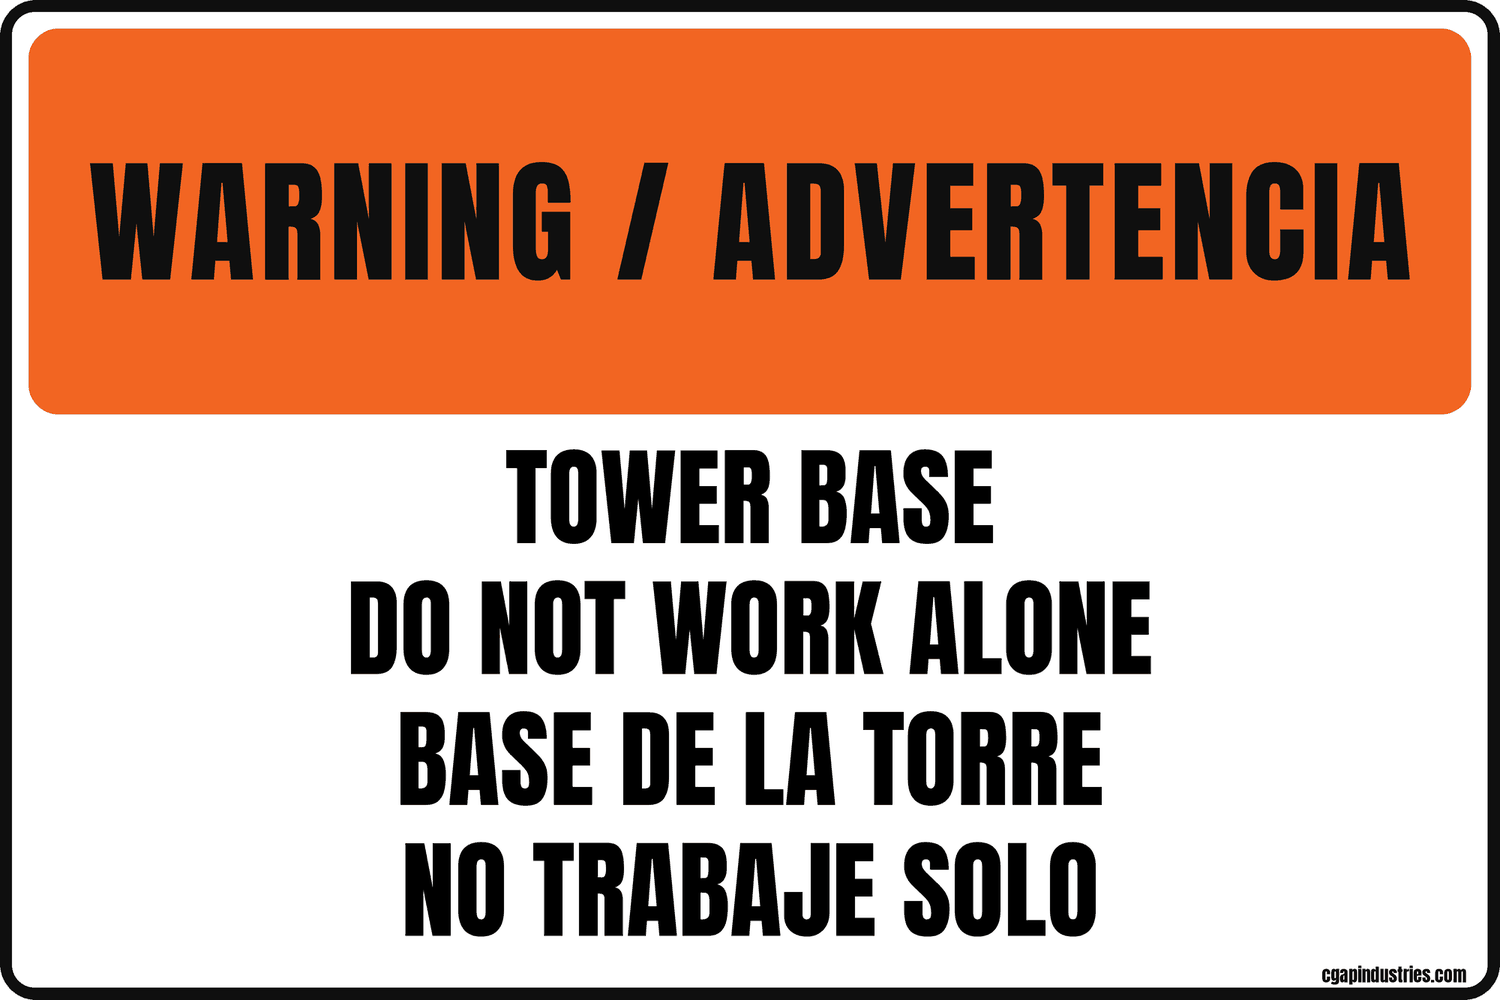 WARNING / ADVERTENCIA
TOWER BASE
DO NOT WORK ALONE
BASE DE LA TORRE
NO TRABAJE SOLO
cgapindustries.com